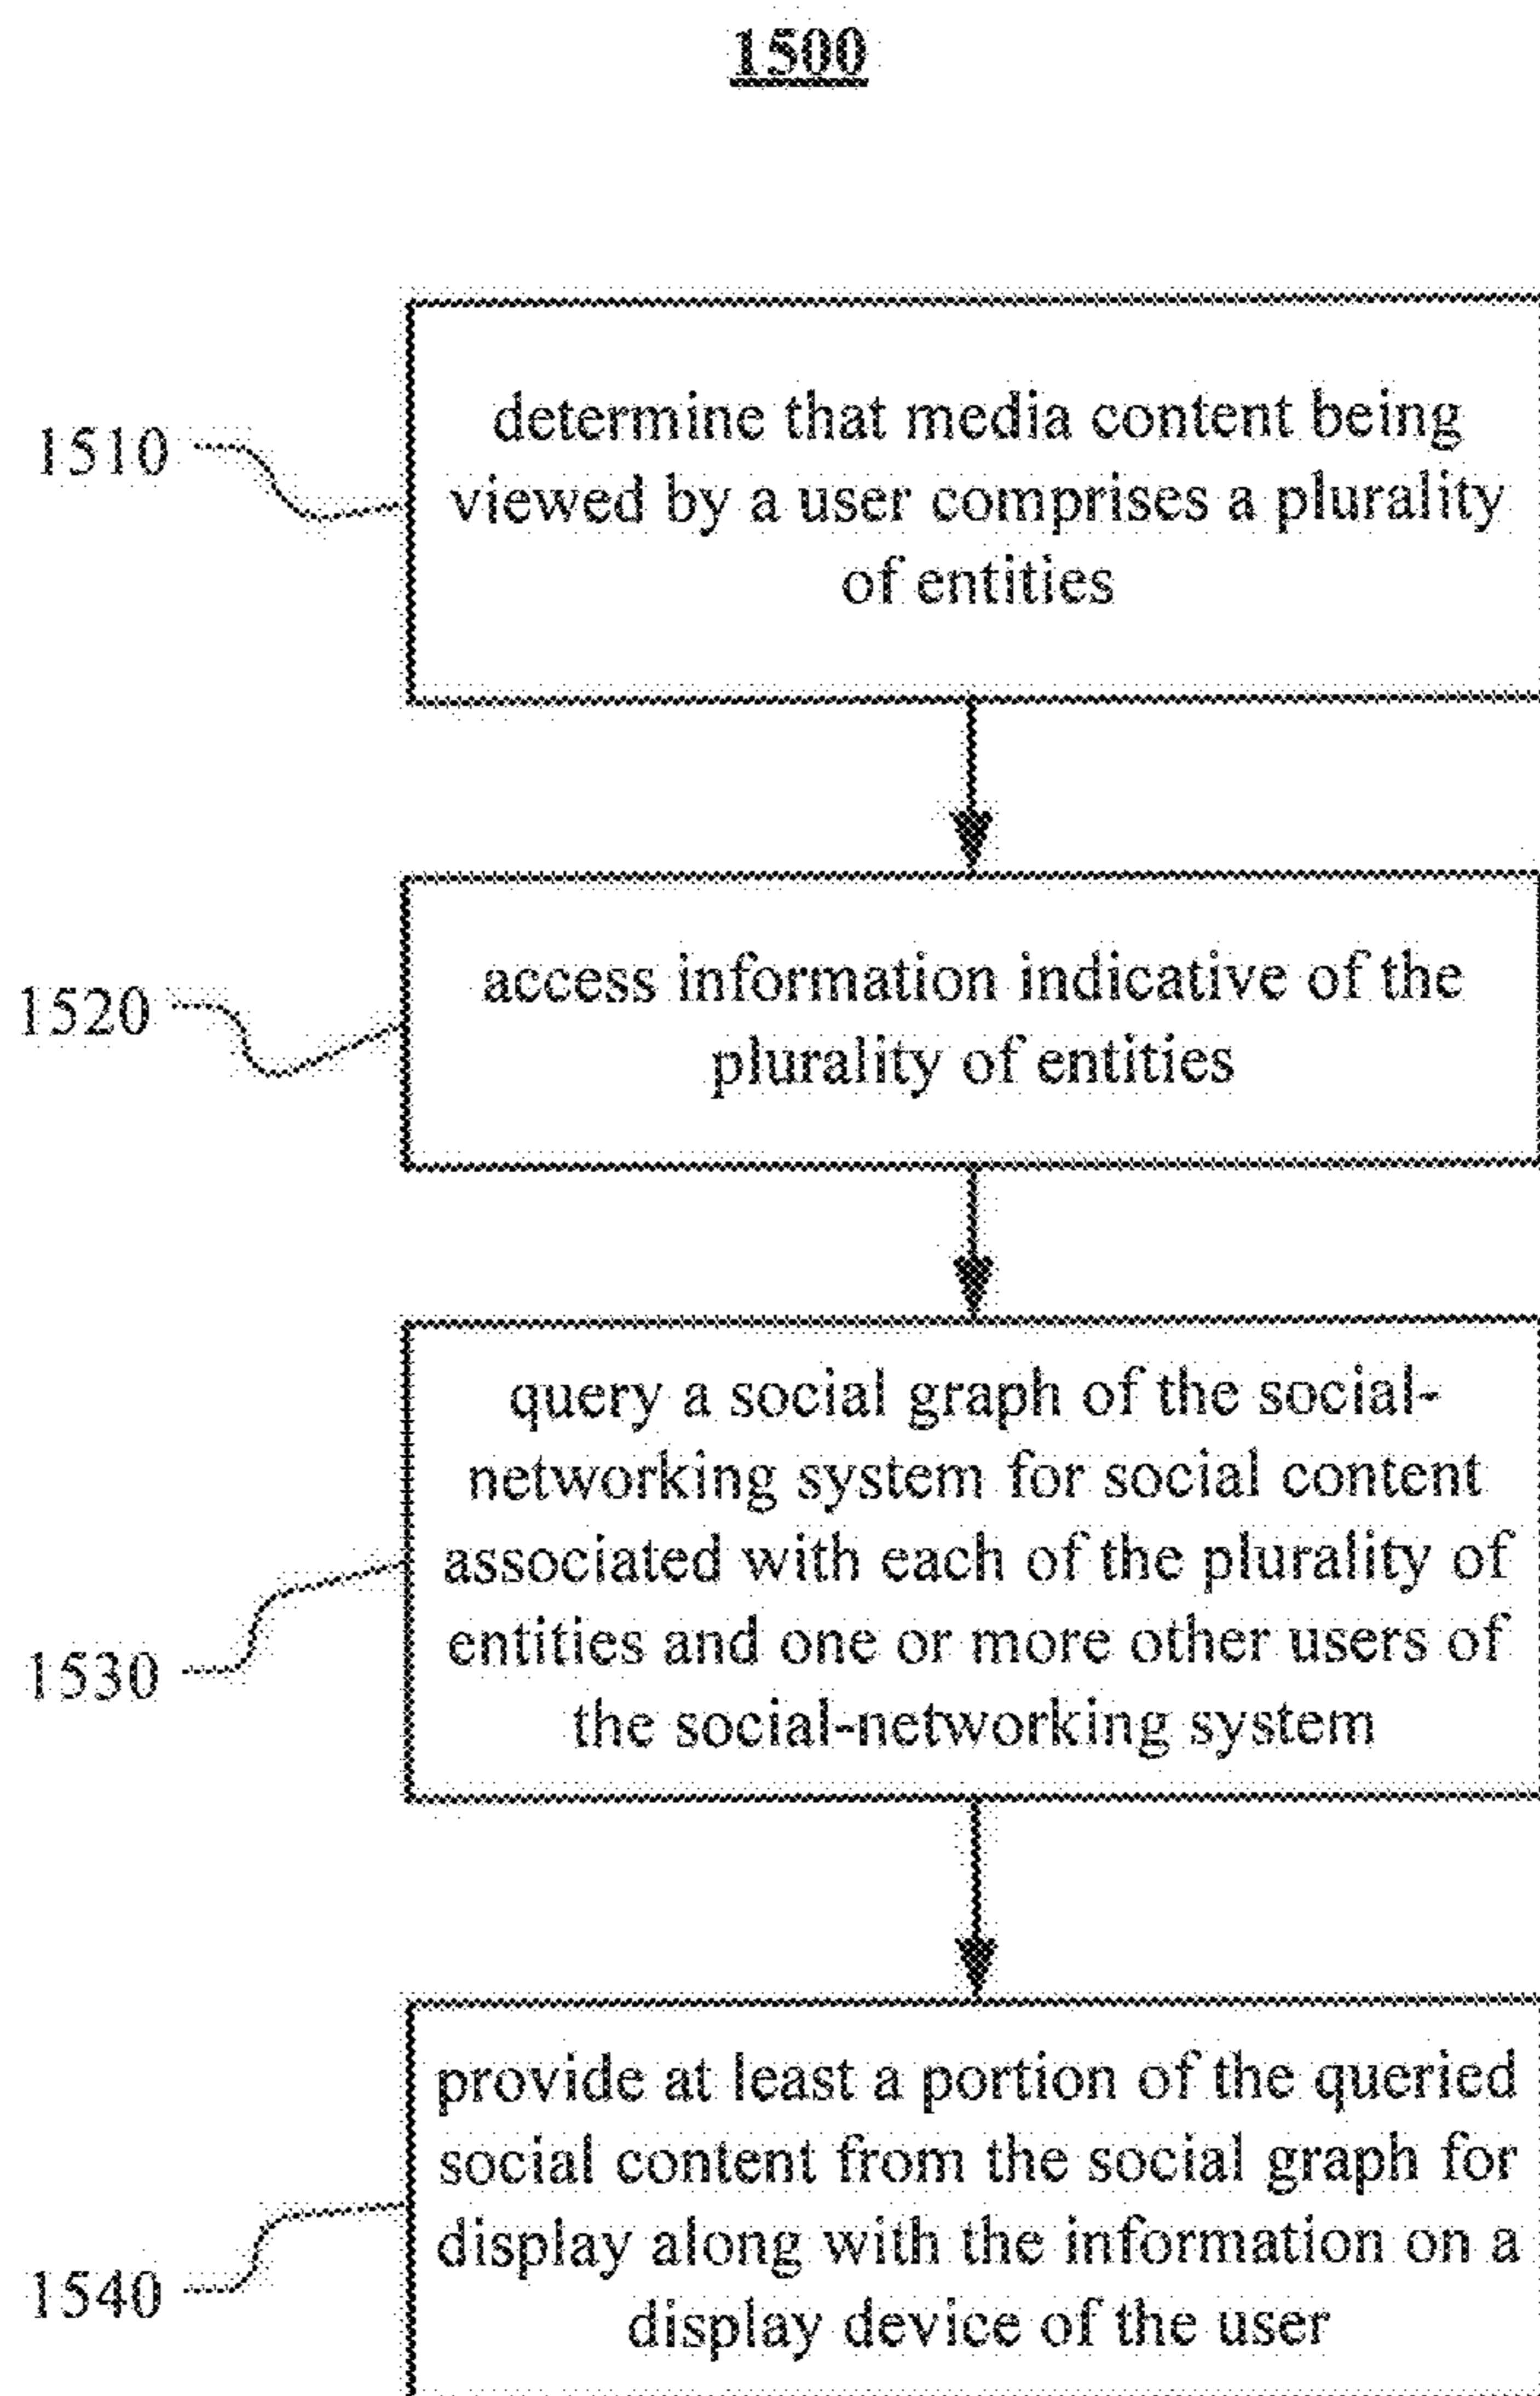 1500
1510
determine that media content being
viewed by a user comprises a plurality
of entities
1520
access information indicative of the
plurality of entities
1530
query a social graph of the social-
networking system for social content
associated with each of the plurality of
entities and one or more other users of
the social-networking system
1540
provide at least a portion of the queried
social content from the social graph for
display along with the information on a
display device of the user